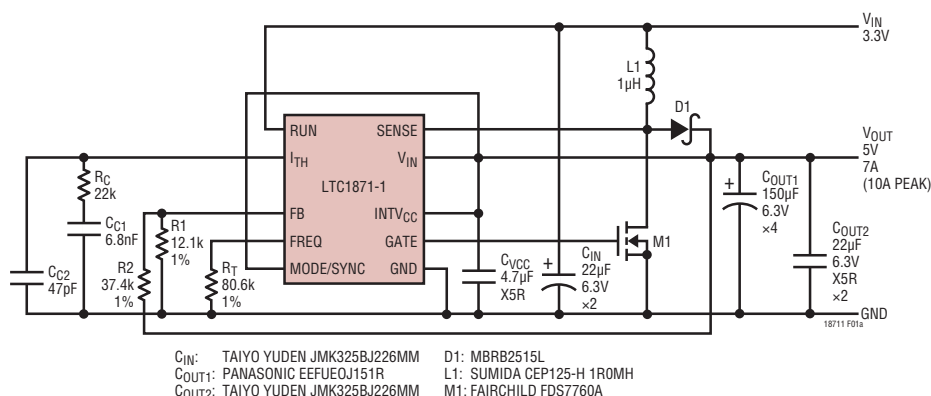 VIN
3.3V
L1
1µH
D1
RUN
SENSE
ITH
VIN
LTC1871-1
FB
INTVCC
FREQ
GATE
MODE/SYNC
GND
RC
22k
CC1
6.8nF
CC2
47pF
R2
37.4k
1%
R1
12.1k
1%
RT
80.6k
1%
CVCC
4.7µF
X5R
+
CIN
22µF
6.3V
×2
M1
VOUT
5V
7A
(10A PEAK)
+
COUT1
150µF
6.3V
×4
COUT2
22µF
6.3V
X5R
×2
GND
18711 F01a
CIN: TAIYO YUDEN JMK325BJ226MM D1: MBRB2515L
COUT1: PANASONIC EEFUEOJ151R L1: SUMIDA CEP125-H 1R0MH
COUT2: TAIYO YUDEN JMK325BJ226MM M1: FAIRCHILD FDS7760A